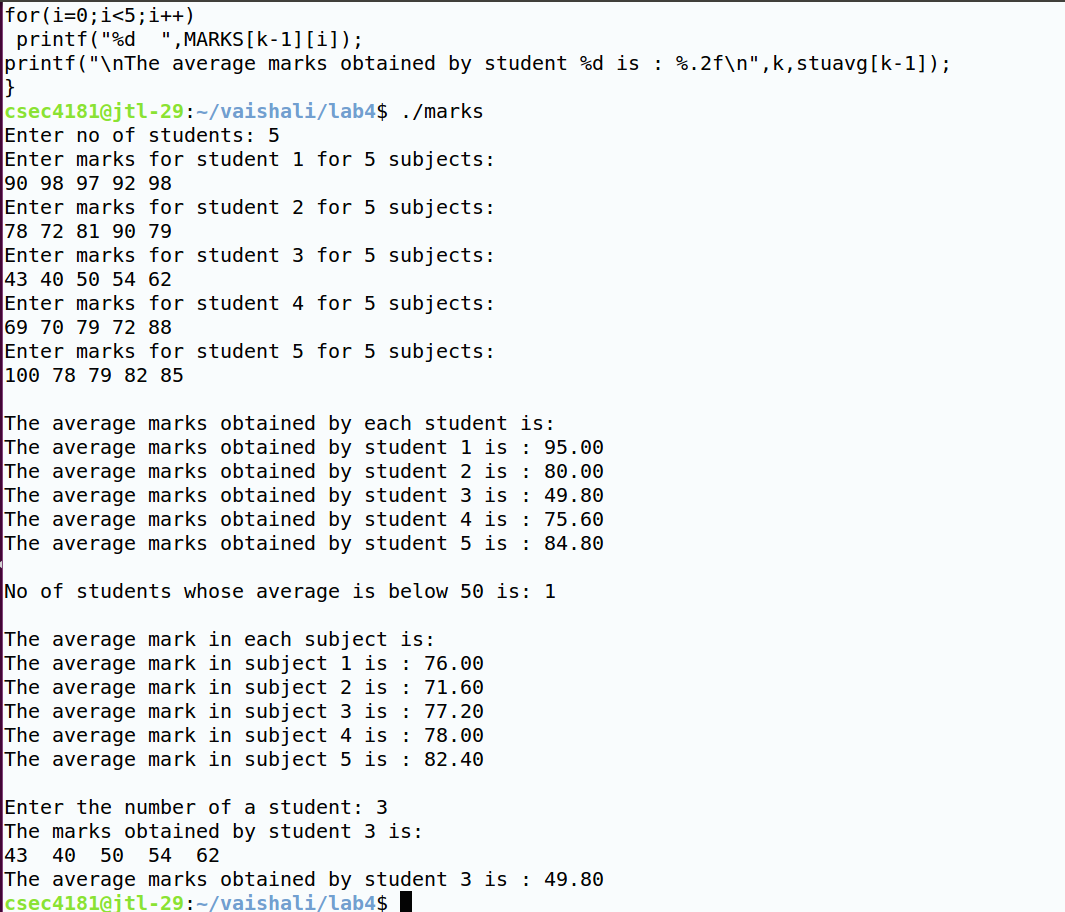 for(i=0;i<5;i++)
 printf("%d  ",MARKS[k-1][i]);
printf("\nThe average marks obtained by student %d is : %.2f\n",k,stuavg[k-1]);
}
csec4181@jtl-29:~/vaishali/lab4$ ./marks
Enter no of students: 5
Enter marks for student 1 for 5 subjects:
90 98 97 92 98
Enter marks for student 2 for 5 subjects:
78 72 81 90 79
Enter marks for student 3 for 5 subjects:
43 40 50 54 62
Enter marks for student 4 for 5 subjects:
69 70 79 72 88
Enter marks for student 5 for 5 subjects:
100 78 79 82 85

The average marks obtained by each student is:
The average marks obtained by student 1 is : 95.00
The average marks obtained by student 2 is : 80.00
The average marks obtained by student 3 is : 49.80
The average marks obtained by student 4 is : 75.60
The average marks obtained by student 5 is : 84.80

No of students whose average is below 50 is: 1

The average mark in each subject is:
The average mark in subject 1 is : 76.00
The average mark in subject 2 is : 71.60
The average mark in subject 3 is : 77.20
The average mark in subject 4 is : 78.00
The average mark in subject 5 is : 82.40

Enter the number of a student: 3
The marks obtained by student 3 is:
43  40  50  54  62
The average marks obtained by student 3 is : 49.80
csec4181@jtl-29:~/vaishali/lab4$